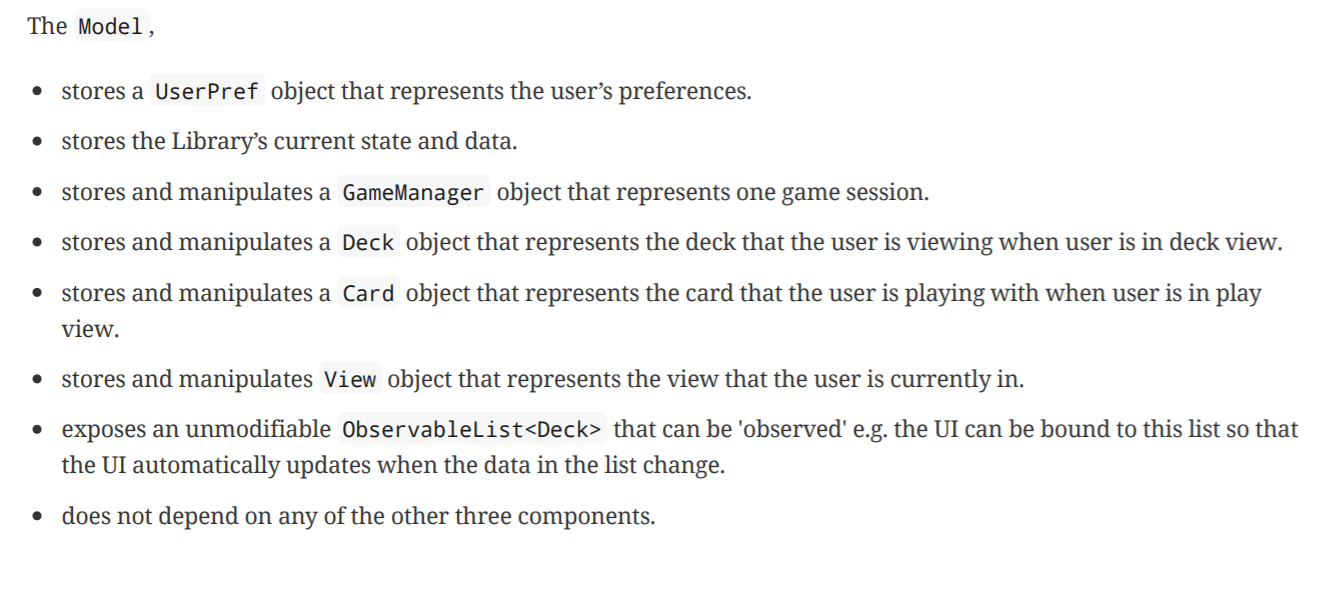 The Model,
• stores a UserPref object that represents the user’s preferences.
• stores the Library’s current state and data.
• stores and manipulates a GameManager object that represents one game session.
• stores and manipulates a Deck object that represents the deck that the user is viewing when user is in deck view.
• stores and manipulates a Card object that represents the card that the user is playing with when user is in play
view.
• stores and manipulates View object that represents the view that the user is currently in.
• exposes an unmodifiable ObservableList<Deck> that can be 'observed' e.g. the UI can be bound to this list so that
the UI automatically updates when the data in the list change.
• does not depend on any of the other three components.